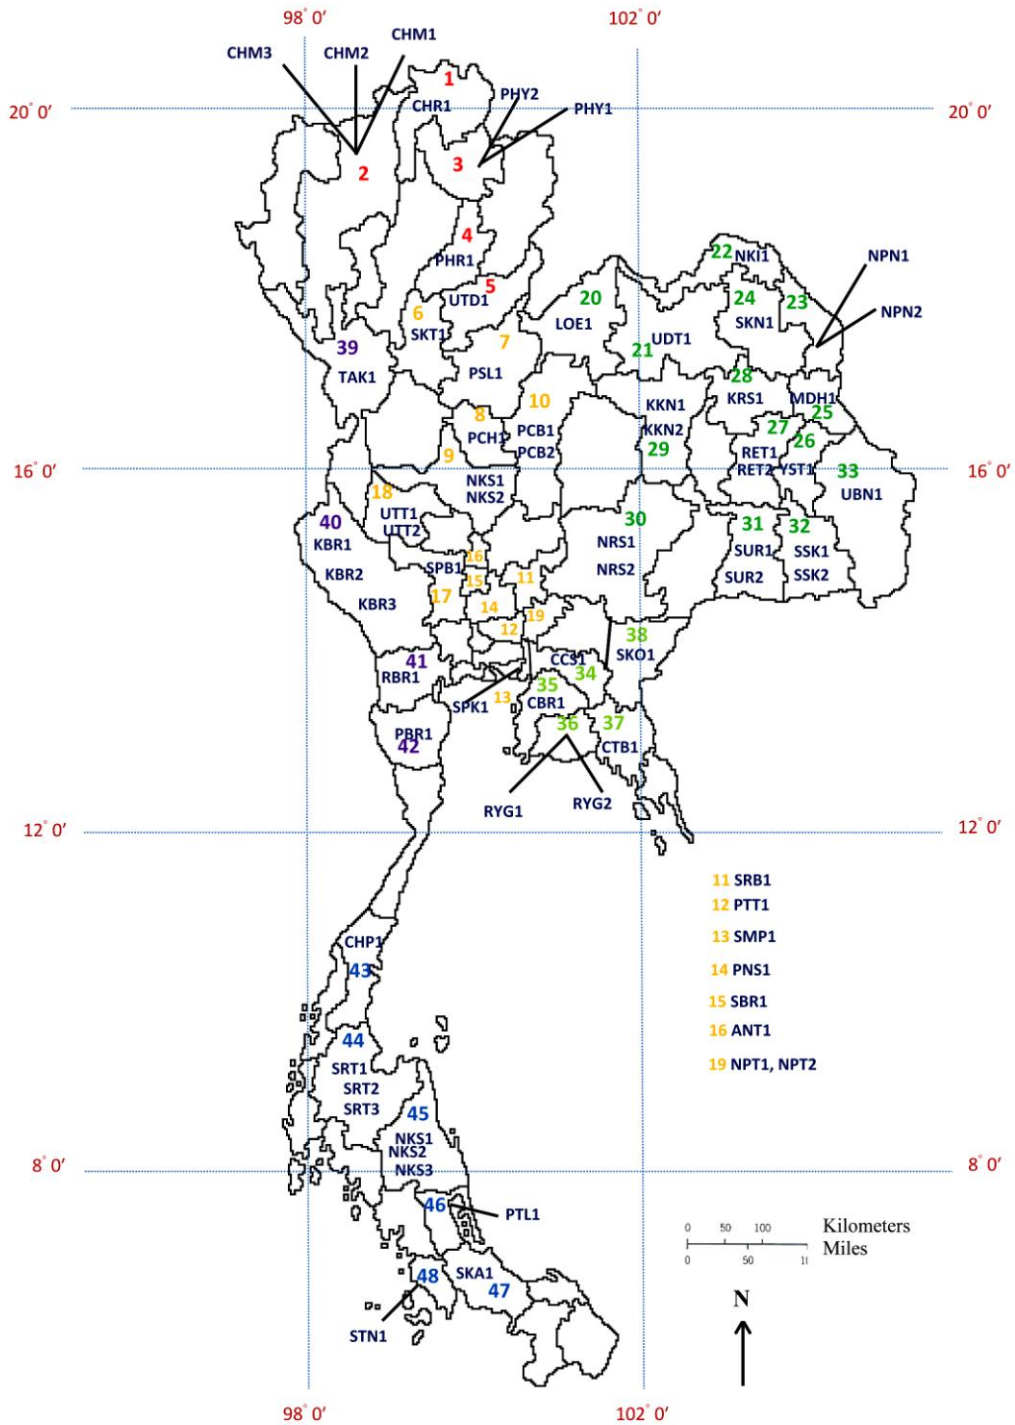 98° 0′ 102° 0′
CHM1
CHM3 CHM2
1
PHY2
CHR1 PHY1
20° 0′ 20° 0′
3
2
4
22 NKI1 NPN1
PHR1
5
20 24 23
UTD1
6 NPN2
LOE1 SKN1
SKT1
7 UDT1
39 21
PSL1 28
TAK1
10 KRS1 MDH1
KKN1
8 25
PCH1 PCB1 KKN2 27
26
9 PCB2 29 RET1
RET2 YST1 33
16° 0′ 16° 0′
NKS1
18 NKS2 UBN1
UTT1
40 UTT2 30 31 32
KBR1 NRS1 SUR1 SSK1
16
SPB1
KBR2 15 11 NRS2 SUR2 SSK2
17
KBR3 14 19
12 38
41 CCS1 SKO1
RBR1 34
35
SPK1 13 CBR1
36 37
PBR1
42 CTB1
RYG1 RYG2
12° 0′ 12° 0′
11 SRB1
12 PTT1
13 SMP1
14 PNS1
15 SBR1
16 ANT1
19 NPT1, NPT2
CHP1
43
44
SRT1
SRT2
SRT3
45
NKS1
NKS2
NKS3
8° 0′ 8° 0′
46
PTL1
0 50 100 Kilometers
Miles
0 50 1
48 SKA1
47
N
STN1
98° 0′ 102° 0′